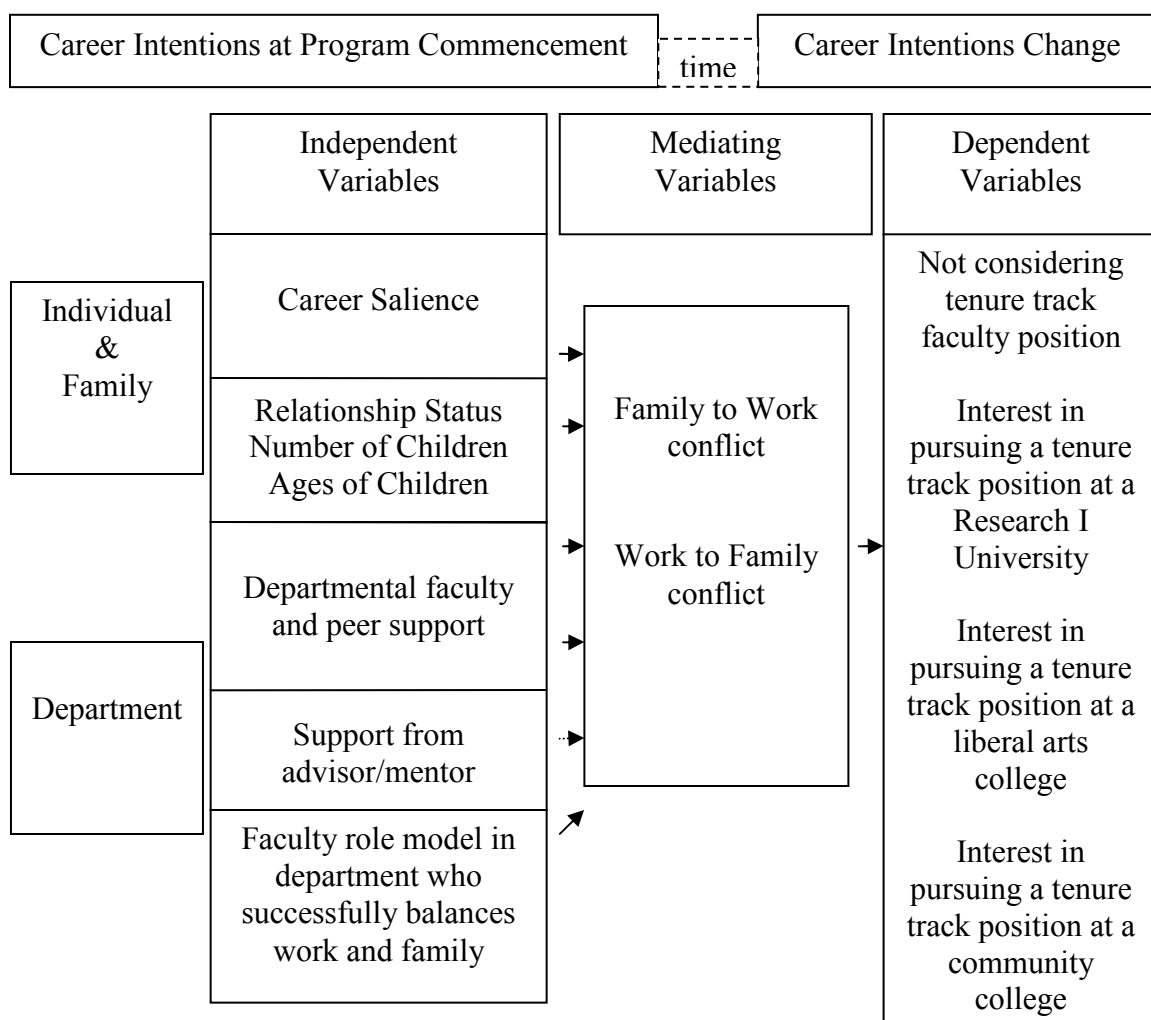 Career Intentions at Program Commencement
time
Career Intentions Change
Independent
Variables
Mediating
Variables
Dependent
Variables
Individual
&
Family
Career Salience
Relationship Status
Number of Children
Ages of Children
Department
Departmental faculty
and peer support
Support from
advisor/mentor
Faculty role model in
department who
successfully balances
work and family
Family to Work
conflict
Work to Family
conflict
Not considering
tenure track
faculty position
Interest in
pursuing a tenure
track position at a
Research I
University
Interest in
pursuing a tenure
track position at a
liberal arts
college
Interest in
pursuing a tenure
track position at a
community
college